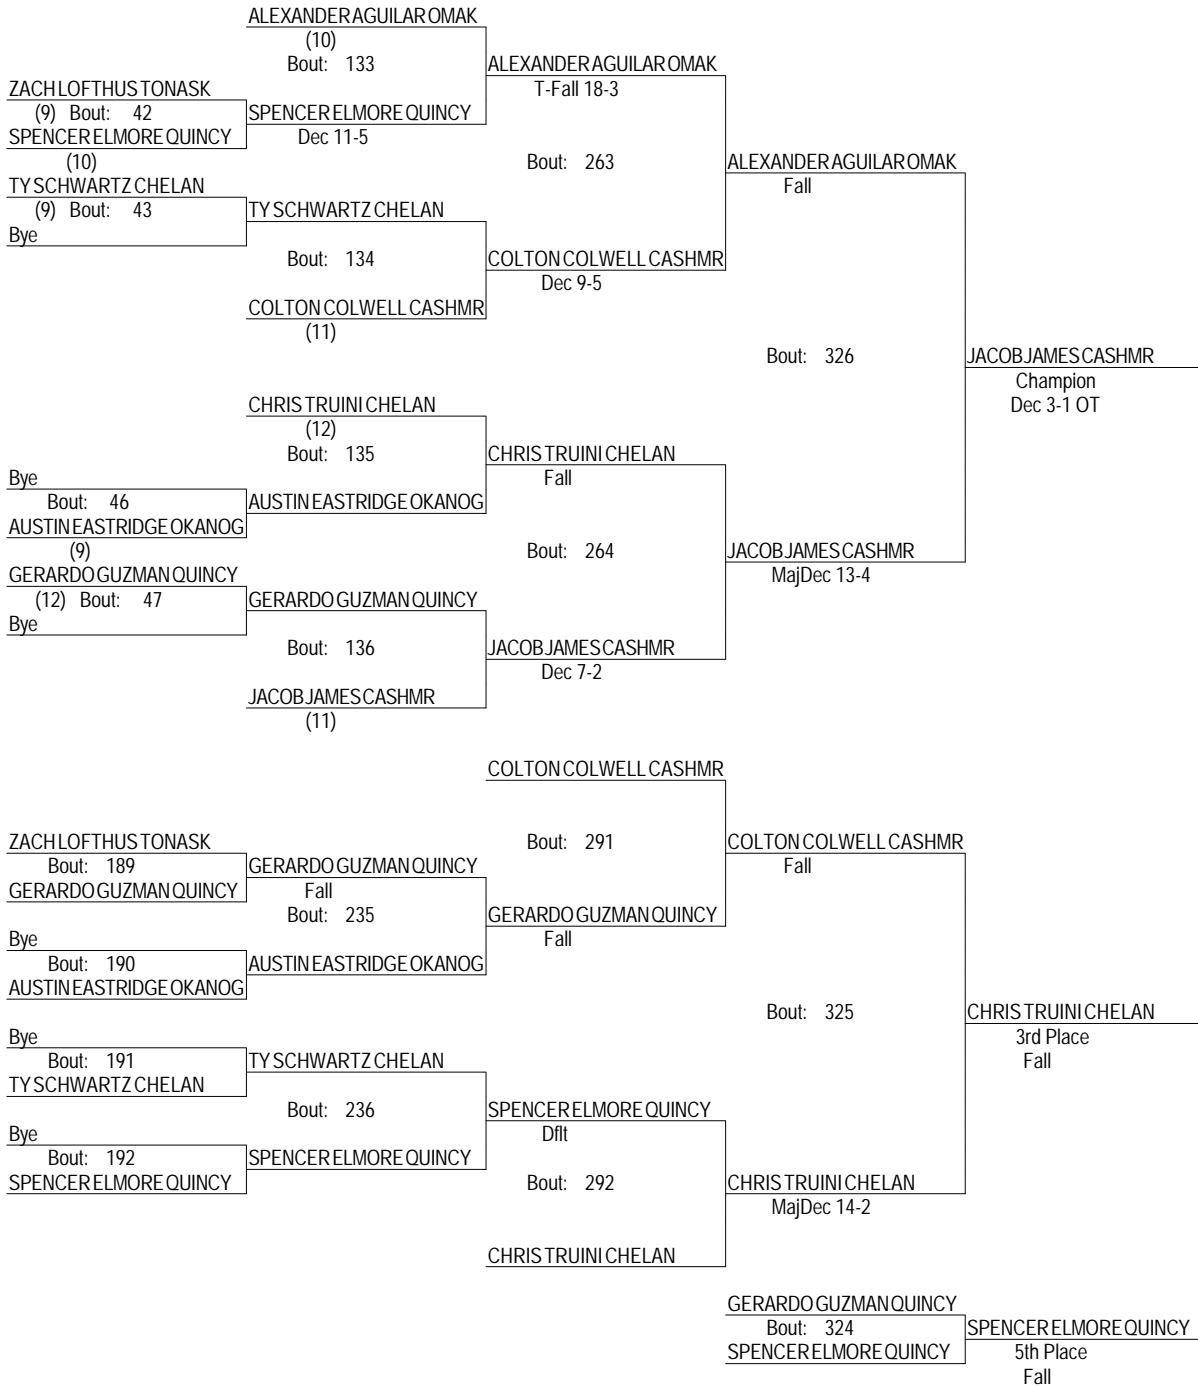 ALEXANDER AGUILAR OMAK
(10)
Bout: 133
ALEXANDER AGUILAR OMAK
T-Fall 18-3
ZACH LOFTHUS TONASK
(9) Bout: 42
SPENCER ELMORE QUINCY
SPENCER ELMORE QUINCY
Dec 11-5
(10)
Bout: 263
ALEXANDER AGUILAR OMAK
Fall
TY SCHWARTZ CHELAN
(9) Bout: 43
TY SCHWARTZ CHELAN
Bye
Bout: 134
COLTON COLWELL CASHMR
Dec 9-5
COLTON COLWELL CASHMR
(11)
Bout: 326
JACOB JAMES CASHMR
Champion
Dec 3-1 OT
CHRIS TRUINI CHELAN
(12)
Bout: 135
CHRIS TRUINI CHELAN
Fall
Bye
Bout: 46
AUSTIN EASTRIDGE OKANOG
AUSTIN EASTRIDGE OKANOG
(9)
Bout: 264
JACOB JAMES CASHMR
MajDec 13-4
GERARDO GUZMAN QUINCY
(12) Bout: 47
GERARDO GUZMAN QUINCY
Bye
Bout: 136
JACOB JAMES CASHMR
Dec 7-2
JACOB JAMES CASHMR
(11)
COLTON COLWELL CASHMR
Bout: 291
COLTON COLWELL CASHMR
Fall
ZACH LOFTHUS TONASK
Bout: 189
GERARDO GUZMAN QUINCY
GERARDO GUZMAN QUINCY
Fall
Bout: 235
GERARDO GUZMAN QUINCY
Fall
Bye
Bout: 190
AUSTIN EASTRIDGE OKANOG
AUSTIN EASTRIDGE OKANOG
Bout: 325
CHRIS TRUINI CHELAN
3rd Place
Fall
Bye
Bout: 191
TY SCHWARTZ CHELAN
TY SCHWARTZ CHELAN
Bout: 236
SPENCER ELMORE QUINCY
Dflt
Bye
Bout: 192
SPENCER ELMORE QUINCY
SPENCER ELMORE QUINCY
Bout: 292
CHRIS TRUINI CHELAN
MajDec 14-2
CHRIS TRUINI CHELAN
GERARDO GUZMAN QUINCY
Bout: 324
SPENCER ELMORE QUINCY
SPENCER ELMORE QUINCY
5th Place
Fall